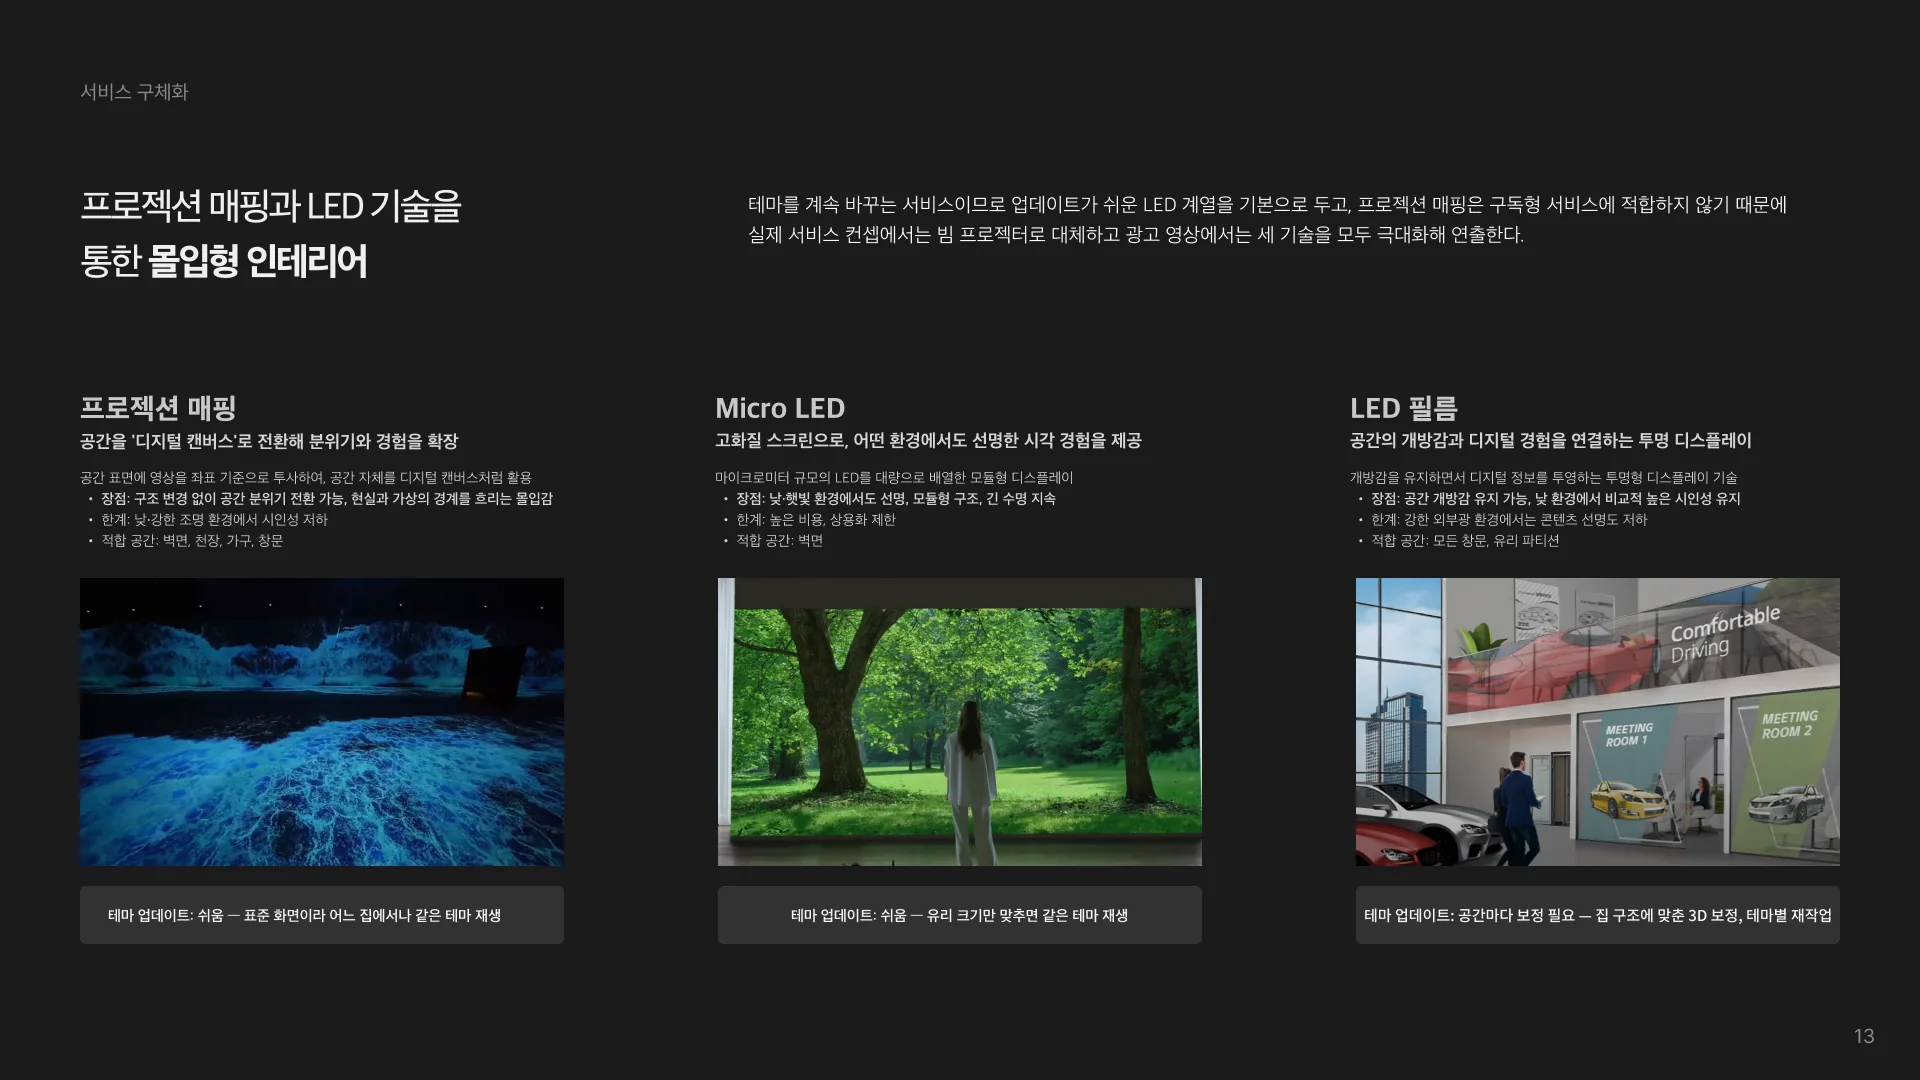 서비스 구체화
프로젝션 매핑과 LED 기술을
통한 몰입형 인테리어
테마를 계속 바꾸는 서비스이므로 업데이트가 쉬운 LED 계열을 기본으로 두고, 프로젝션 매핑은 구독형 서비스에 적합하지 않기 때문에
실제 서비스 컨셉에서는 빔 프로젝터로 대체하고 광고 영상에서는 세 기술을 모두 극대화해 연출한다.
프로젝션 매핑
공간을 '디지털 캔버스'로 전환해 분위기와 경험을 확장
공간 표면에 영상을 좌표 기준으로 투사하여, 공간 자체를 디지털 캔버스처럼 활용
• 장점: 구조 변경 없이 공간 분위기 전환 가능, 현실과 가상의 경계를 흐리는 몰입감
• 한계: 낮·강한 조명 환경에서 시인성 저하
• 적합 공간: 벽면, 천장, 가구, 창문
테마 업데이트: 쉬움 — 표준 화면이라 어느 집에서나 같은 테마 재생
Micro LED
고화질 스크린으로, 어떤 환경에서도 선명한 시각 경험을 제공
마이크로미터 규모의 LED를 대량으로 배열한 모듈형 디스플레이
• 장점: 낮·햇빛 환경에서도 선명, 모듈형 구조, 긴 수명 지속
• 한계: 높은 비용, 상용화 제한
• 적합 공간: 벽면
테마 업데이트: 쉬움 — 유리 크기만 맞추면 같은 테마 재생
LED 필름
공간의 개방감과 디지털 경험을 연결하는 투명 디스플레이
개방감을 유지하면서 디지털 정보를 투영하는 투명형 디스플레이 기술
• 장점: 공간 개방감 유지 가능, 낮 환경에서 비교적 높은 시인성 유지
• 한계: 강한 외부광 환경에서는 콘텐츠 선명도 저하
• 적합 공간: 모든 창문, 유리 파티션
Comfortable
Driving
MEETING
ROOM 1
MEETING
ROOM 2
테마 업데이트: 공간마다 보정 필요 — 집 구조에 맞춘 3D 보정, 테마별 재작업
13